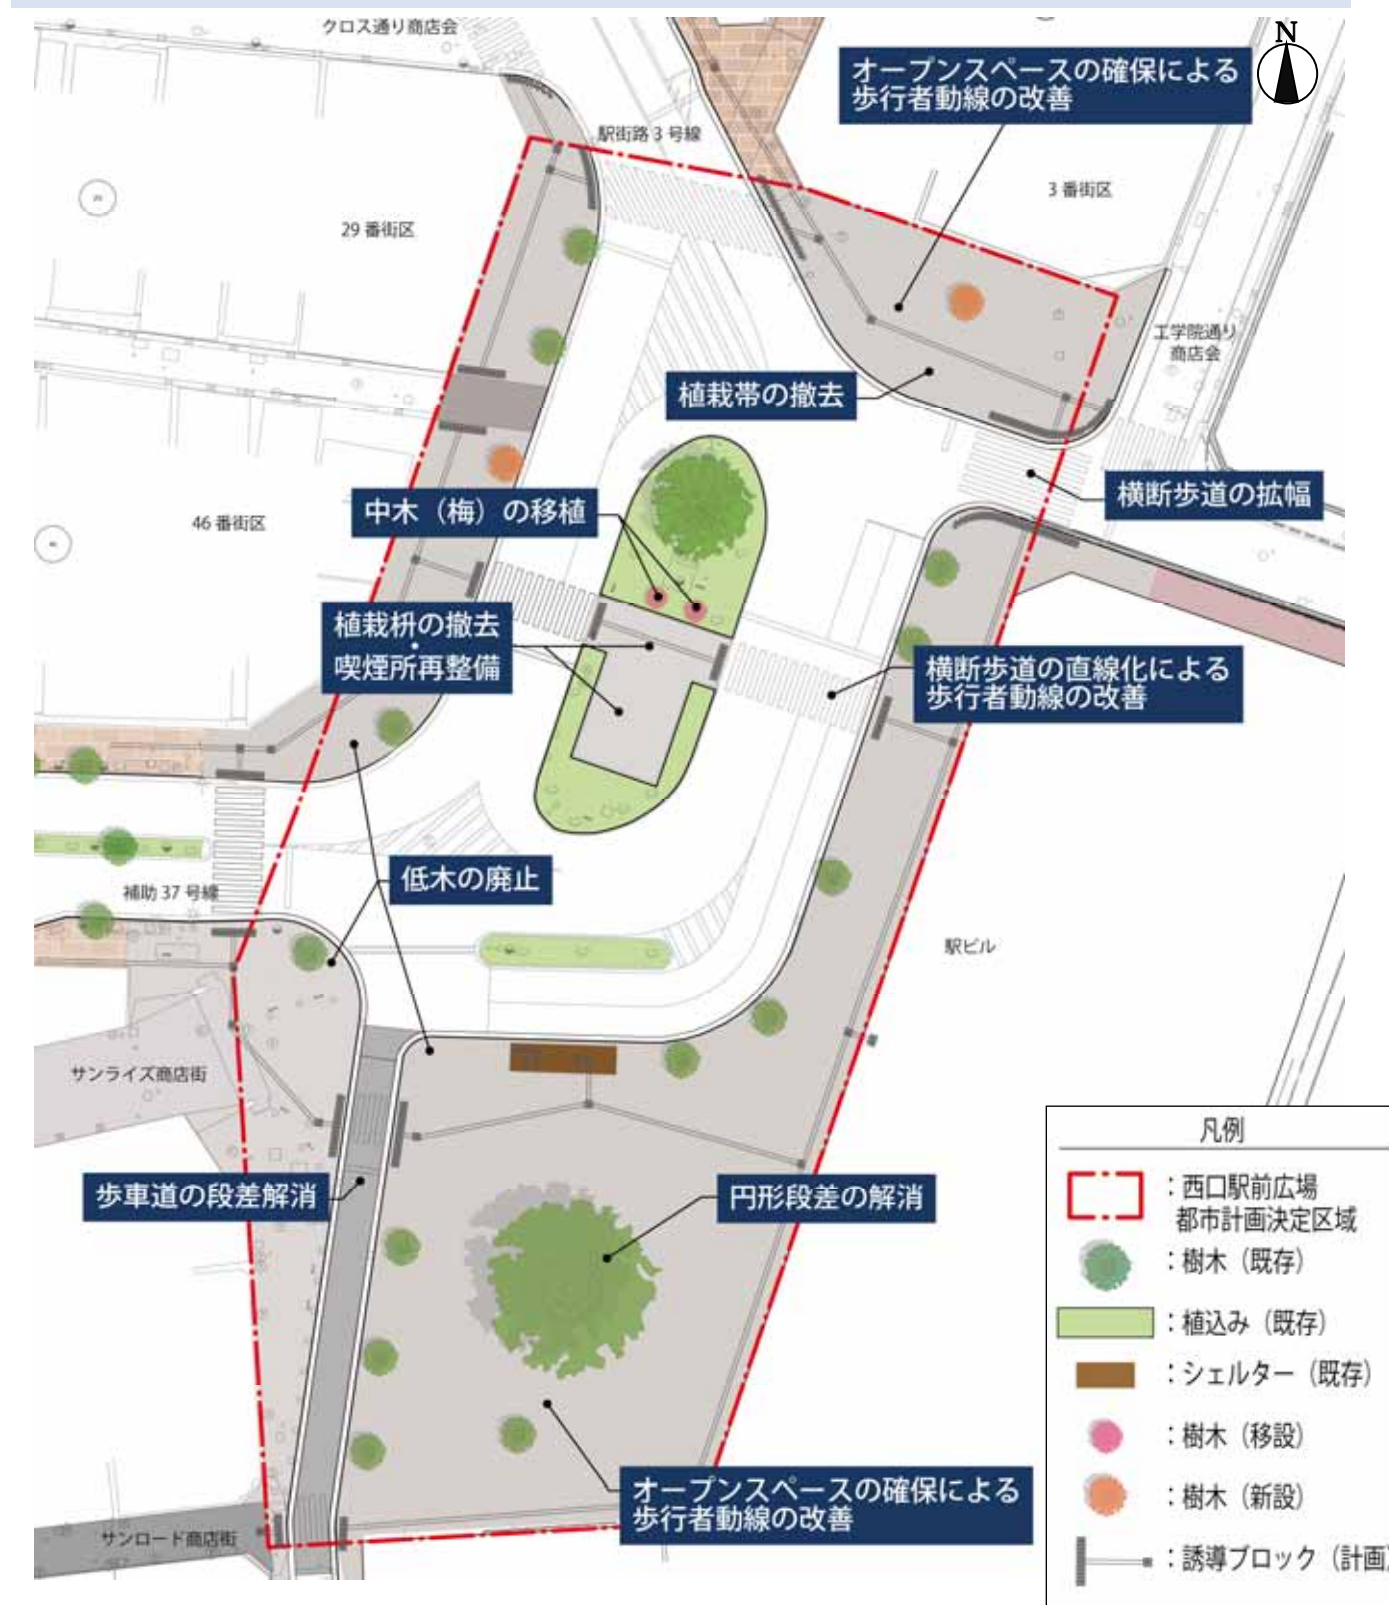 クロス通り商店会
N
オープンスペースの確保による
歩行者動線の改善
駅街路 3 号線
3 番街区
29 番街区
工学院通り
商店会
植栽帯の撤去
横断歩道の拡幅
中木（梅）の移植
46 番街区
植栽枡の撤去
・
喫煙所再整備
横断歩道の直線化による
歩行者動線の改善
低木の廃止
補助 37 号線
駅ビル
サンライズ商店街
歩車道の段差解消
円形段差の解消
オープンスペースの確保による
歩行者動線の改善
サンロード商店街
凡例
：西口駅前広場
都市計画決定区域
：樹木（既存）
：植込み（既存）
：シェルター（既存）
：樹木（移設）
：樹木（新設）
：誘導ブロック（計画）